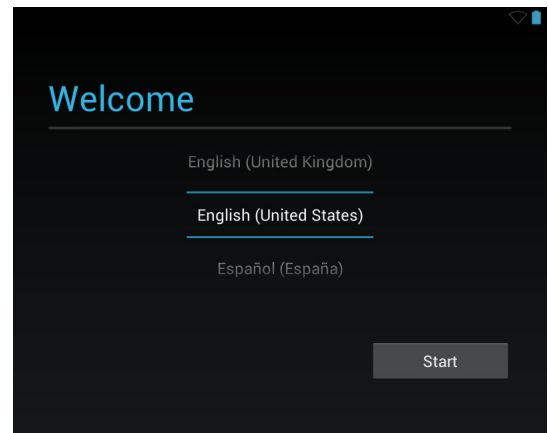 Welcome
English (United Kingdom)
English (United States)
Español (España)
Start